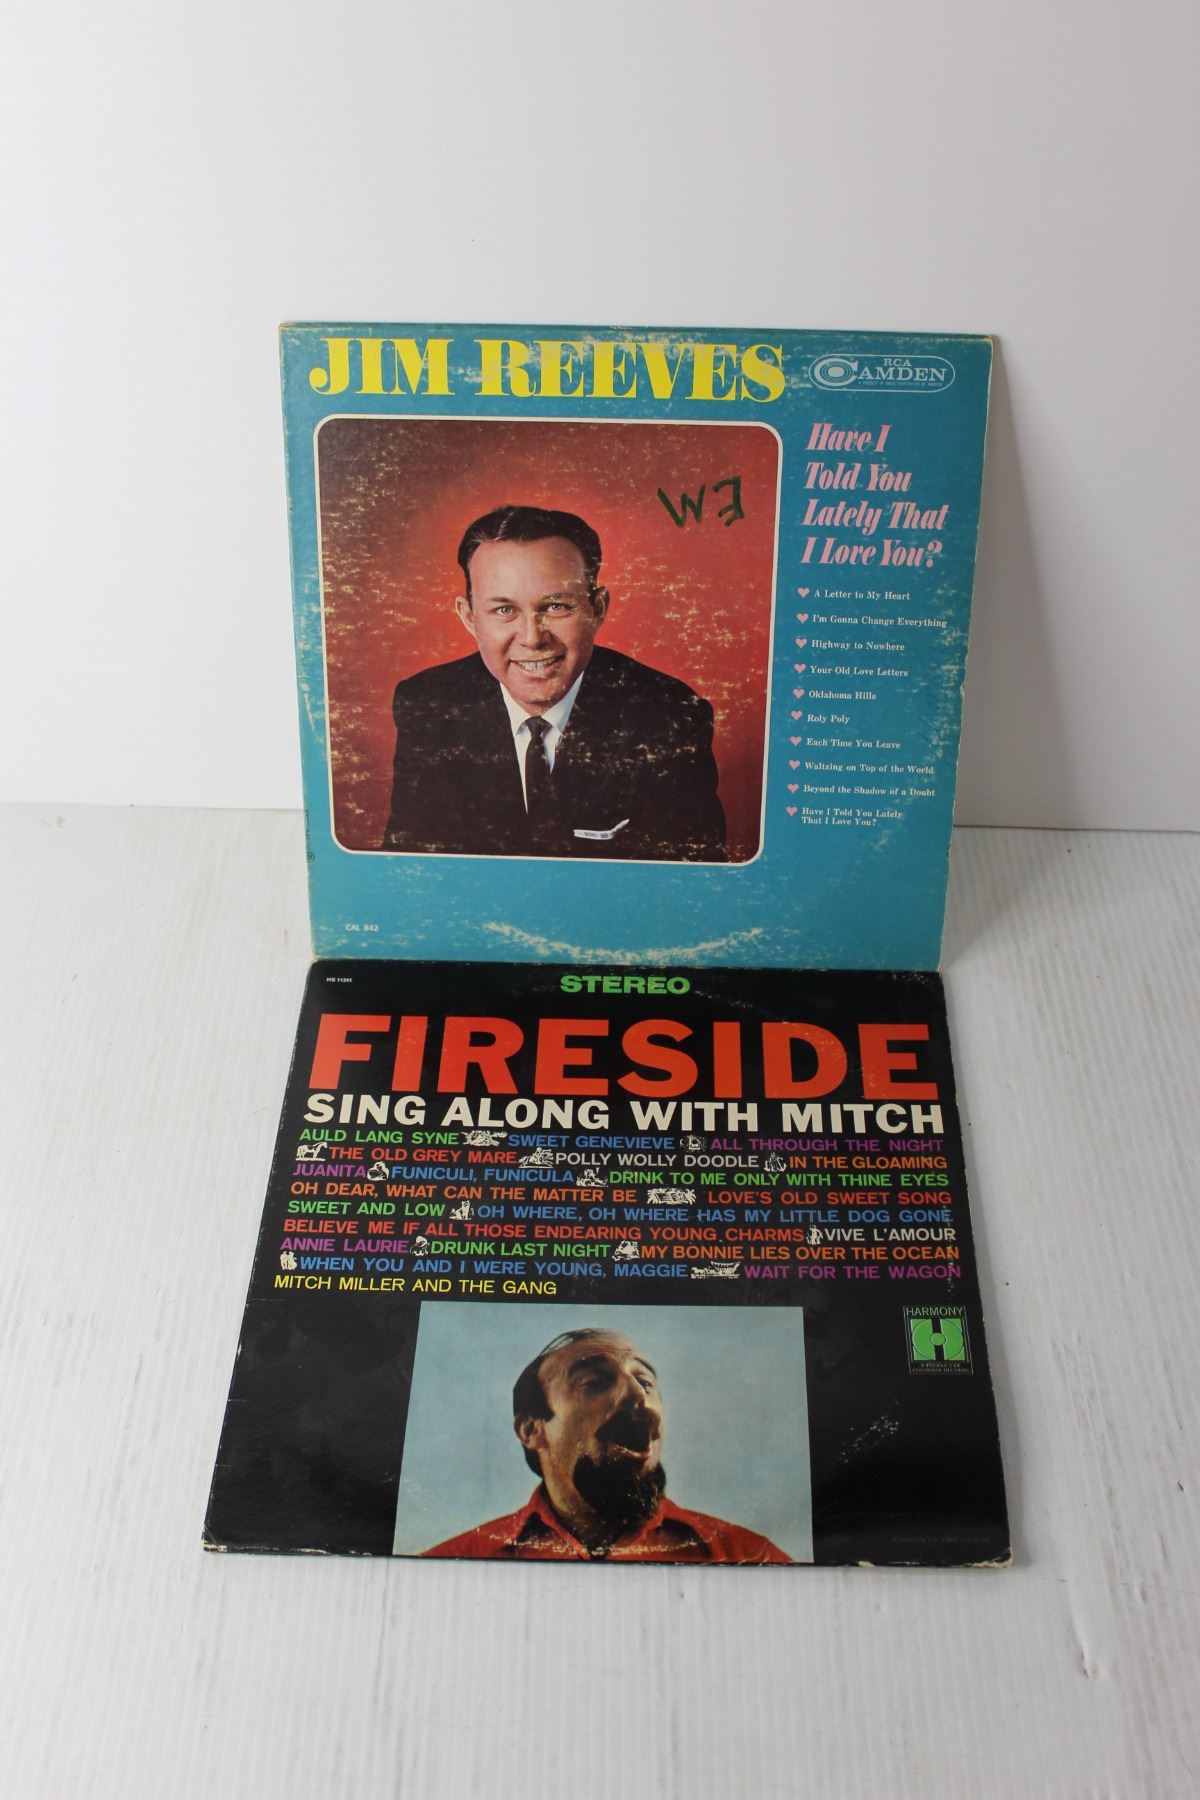 JIM REEVES
RCA
CAMDEN
Have I
Told You
Lately That
I Love You?
W3
A Letter to My Heart
I'm Gonna Change Everything
Highway to Nowhere
Your Old Love Letters
Oklahoma Hills
Roly Poly
Each Time You Leave
Waltzing on Top of the World
Beyond the Shadow of a Doubt
Have I Told You Lately
That I Love You?
CAL 842
HS 11241
STEREO
FIRESIDE
SING ALONG WITH MITCH
AULD LANG SYNE SWEET GENEVIEVE ALL THROUGH THE NIGHT
THE OLD GREY MARE POLLY WOLLY DOODLE IN THE GLOAMING
JUANITA FUNICULI, FUNICULA DRINK TO ME ONLY WITH THINE EYES
OH DEAR, WHAT CAN THE MATTER BE LOVE'S OLD SWEET SONG
SWEET AND LOW OH WHERE, OH WHERE HAS MY LITTLE DOG GONE
BELIEVE ME IF ALL THOSE ENDEARING YOUNG CHARMS VIVE L'AMOUR
ANNIE LAURIE DRUNK LAST NIGHT MY BONNIE LIES OVER THE OCEAN
WHEN YOU AND I WERE YOUNG, MAGGIE WAIT FOR THE WAGON
MITCH MILLER AND THE GANG
HARMONY
H
A PRODUCT OF
COLUMBIA RECORDS